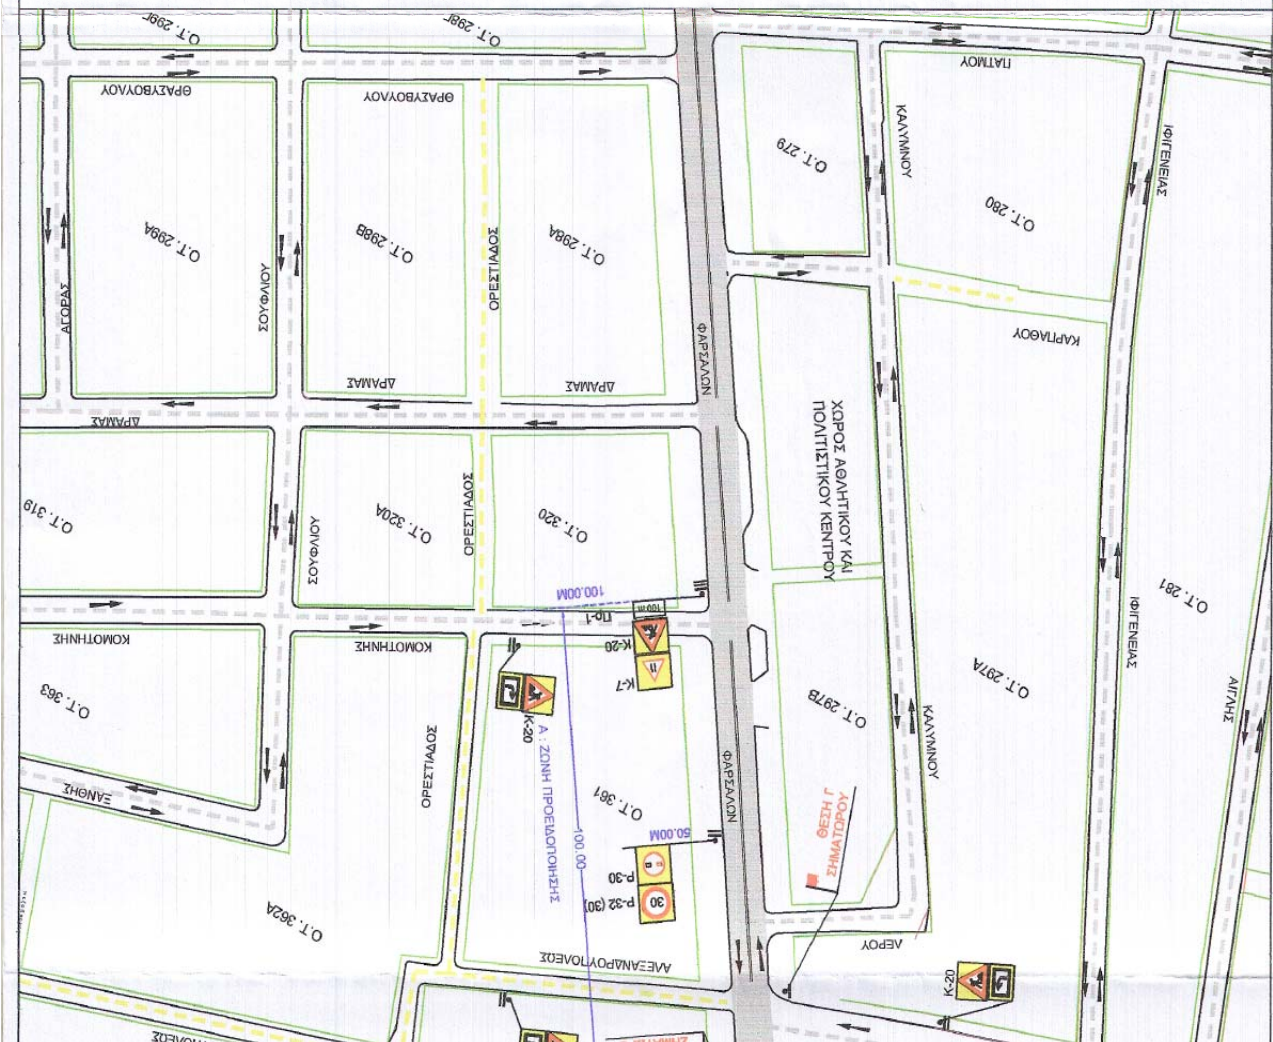 Ο.Τ. 299Γ
Ο.Τ. 298Γ
ΠΑΤΜΟΥ
ΘΡΑΣΥΒΟΥΛΟΥ
ΘΡΑΣΥΒΟΥΛΟΥ
Ο.Τ. 279
ΚΑΛΥΜΝΟΥ
ΙΦΙΓΕΝΕΙΑΣ
Ο.Τ. 280
Ο.Τ. 299Α
Ο.Τ. 298Β
Ο.Τ. 298Α
ΟΡΕΣΤΙΑΔΟΣ
ΑΓΟΡΑΣ
ΣΟΥΦΛΙΟΥ
ΦΑΡΣΑΛΩΝ
ΚΑΡΠΑΘΟΥ
ΔΡΑΜΑΣ
ΔΡΑΜΑΣ
ΔΡΑΜΑΣ
ΧΩΡΟΣ ΑΘΛΗΤΙΚΟΥ ΚΑΙ
ΠΟΛΙΤΙΣΤΙΚΟΥ ΚΕΝΤΡΟΥ
Ο.Τ. 319
Ο.Τ. 320Α
ΟΡΕΣΤΙΑΔΟΣ
Ο.Τ. 320
ΣΟΥΦΛΙΟΥ
100.00Μ
100 m
Πρ-1
Κ-20
Κ-7
Ο.Τ. 281
ΙΦΙΓΕΝΕΙΑΣ
ΚΟΜΟΤΗΝΗΣ
ΚΟΜΟΤΗΝΗΣ
Ο.Τ. 363
Κ-20
Α : ΖΩΝΗ ΠΡΟΕΙΔΟΠΟΙΗΣΗΣ
100.00
Ο.Τ. 297Β
Ο.Τ. 297Α
ΑΙΓΛΗΣ
ΚΑΛΥΜΝΟΥ
ΟΡΕΣΤΙΑΔΟΣ
ΦΑΡΣΑΛΩΝ
ΞΑΝΘΗΣ
Ο.Τ. 361
50.00Μ
Ρ-30
Ρ-32 (30)
30
ΘΕΣΗ Γ
ΣΗΜΑΤΩΡΟΥ
Ο.Τ. 362Α
ΑΛΕΞΑΝΔΡΟΥΠΟΛΕΩΣ
ΛΕΡΟΥ
Κ-20